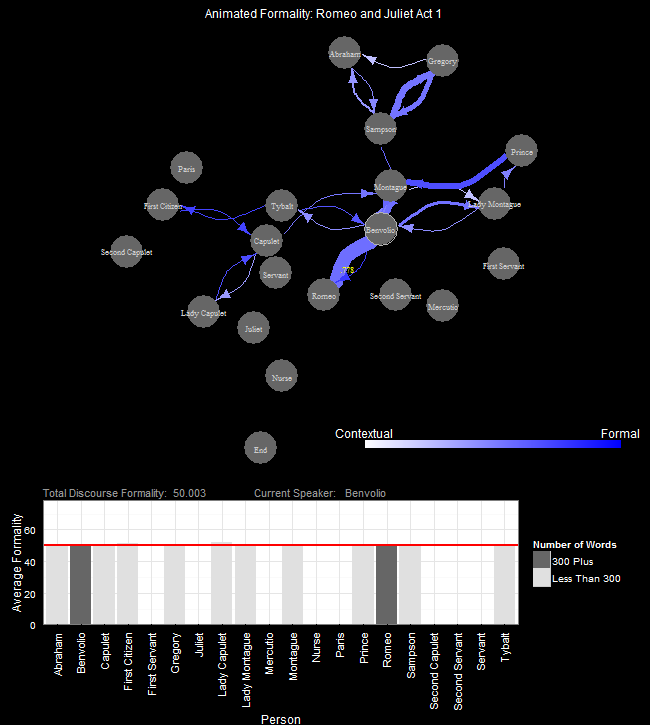 Animated Formality: Romeo and Juliet Act 1
Abraham
Gregory
Sampson
Prince
Paris
Montague
First Citizen
Tybalt
Lady Montague
Benvolio
Capulet
Second Capulet
First Servant
Servant
Romeo
Second Servant
Mercutio
Lady Capulet
Juliet
Nurse
End
Contextual Formal
Total Discourse Formality: 50.003 Current Speaker: Benvolio
Average Formality
60
40
20
0
Number of Words
300 Plus
Less Than 300
Abraham
Benvolio
Capulet
First Citizen
First Servant
Gregory
Juliet
Lady Capulet
Lady Montague
Mercutio
Montague
Nurse
Paris
Prince
Romeo
Sampson
Second Capulet
Second Servant
Servant
Tybalt
Person